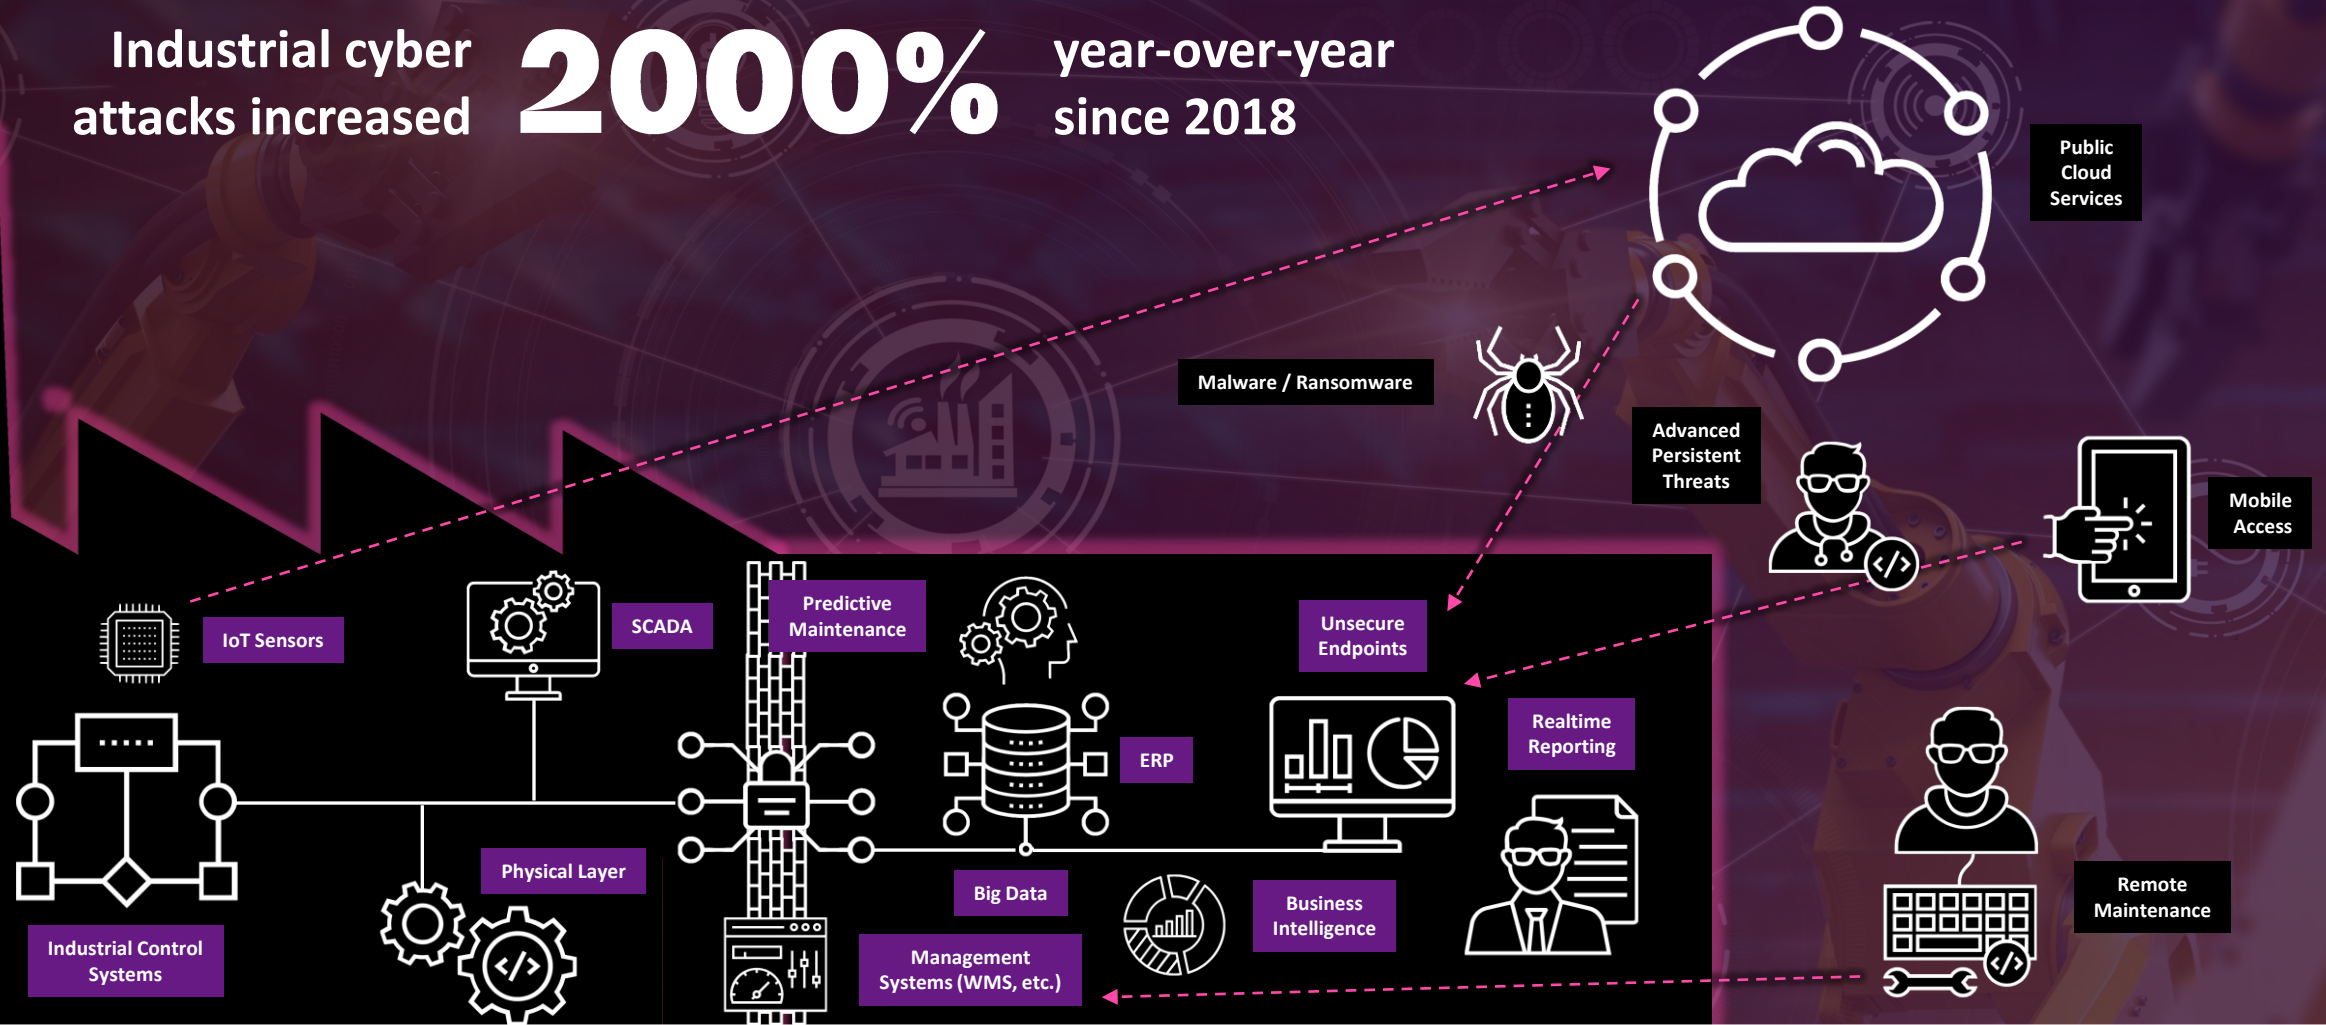 Industrial cyber
attacks increased
2000%
year-over-year
since 2018
Public
Cloud
Services
Malware / Ransomware
Advanced
Persistent
Threats
Mobile
Access
IoT Sensors
SCADA
Predictive
Maintenance
Unsecure
Endpoints
ERP
Realtime
Reporting
Physical Layer
Big Data
Business
Intelligence
Industrial Control
Systems
Management
Systems (WMS, etc.)
Remote
Maintenance